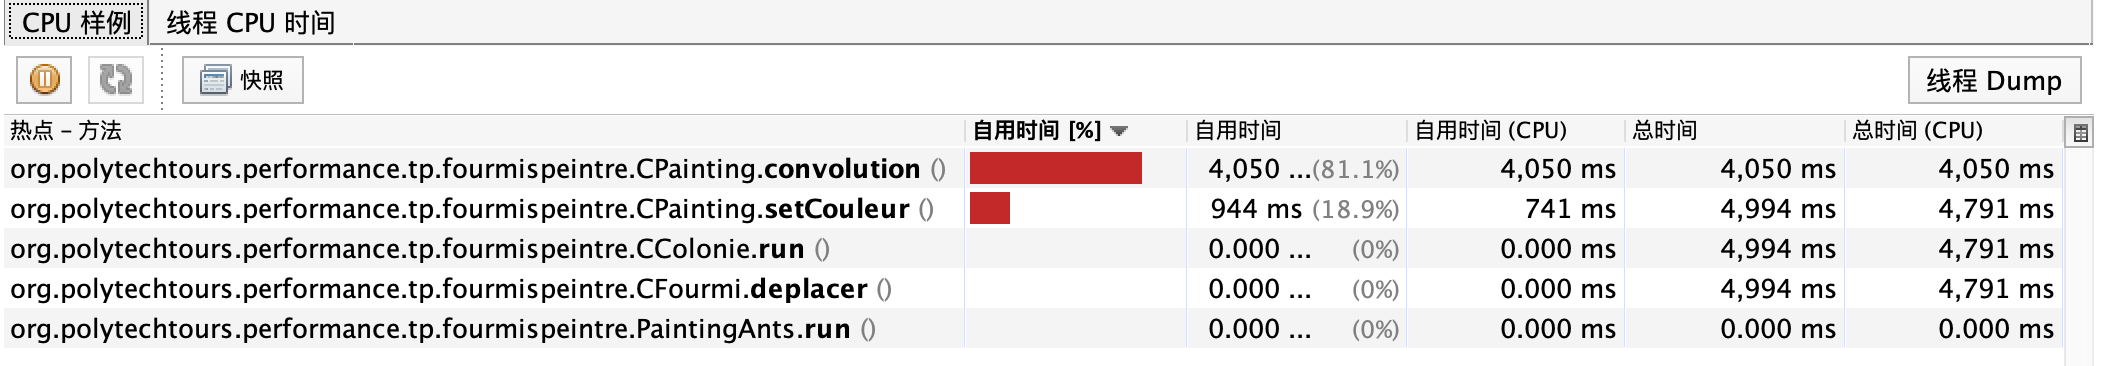 CPU 样例 线程 CPU 时间
快照 线程 Dump
热点 – 方法 自用时间 [%] 自用时间 自用时间 (CPU) 总时间 总时间 (CPU)
org.polytechtours.performance.tp.fourmispeintre.CPainting.convolution () 4,050 ...(81.1%) 4,050 ms 4,050 ms 4,050 ms
org.polytechtours.performance.tp.fourmispeintre.CPainting.setCouleur () 944 ms (18.9%) 741 ms 4,994 ms 4,791 ms
org.polytechtours.performance.tp.fourmispeintre.CColonie.run () 0.000 ... (0%) 0.000 ms 4,994 ms 4,791 ms
org.polytechtours.performance.tp.fourmispeintre.CFourmi.deplacer () 0.000 ... (0%) 0.000 ms 4,994 ms 4,791 ms
org.polytechtours.performance.tp.fourmispeintre.PaintingAnts.run () 0.000 ... (0%) 0.000 ms 0.000 ms 0.000 ms